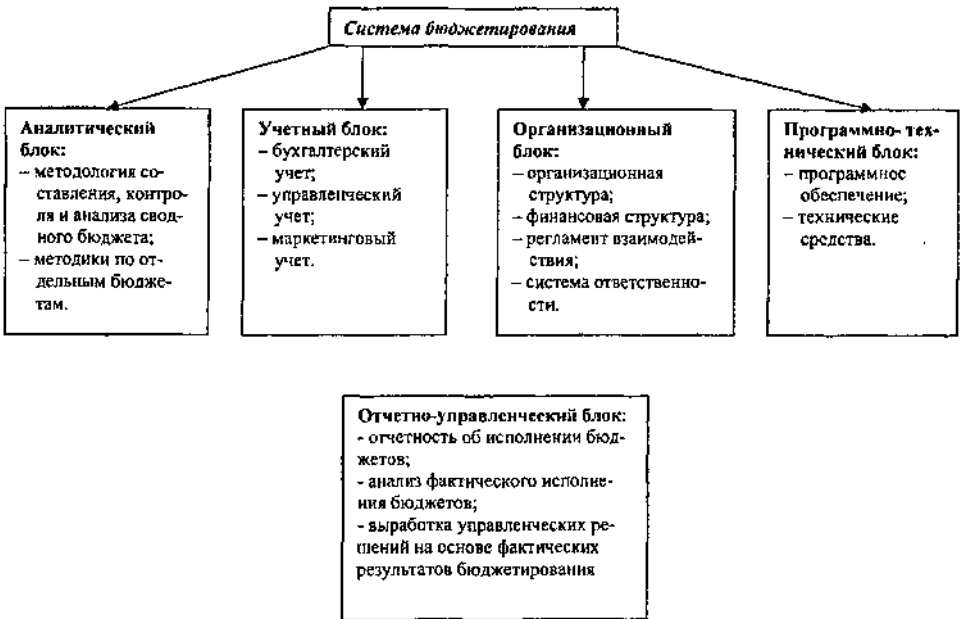 Система бюджетирования
Аналитический
блок:
– методология со-
ставления, контро-
ля и анализа свод-
ного бюджета;
– методики по от-
дельным бюдже-
там.
Учетный блок:
– бухгалтерский
учет;
– управленческий
учет;
– маркетинговый
учет.
Организационный
блок:
– организационная
структура;
– финансовая структура;
– регламент взаимодей-
ствия;
– система ответственно-
сти.
Программно- тех-
нический блок:
– программное
обеспечение;
– технические
средства.
Отчетно-управленческий блок:
- отчетность об исполнении бюд-
жетов;
- анализ фактического исполне-
ния бюджетов;
- выработка управленческих ре-
шений на основе фактических
результатов бюджетирования